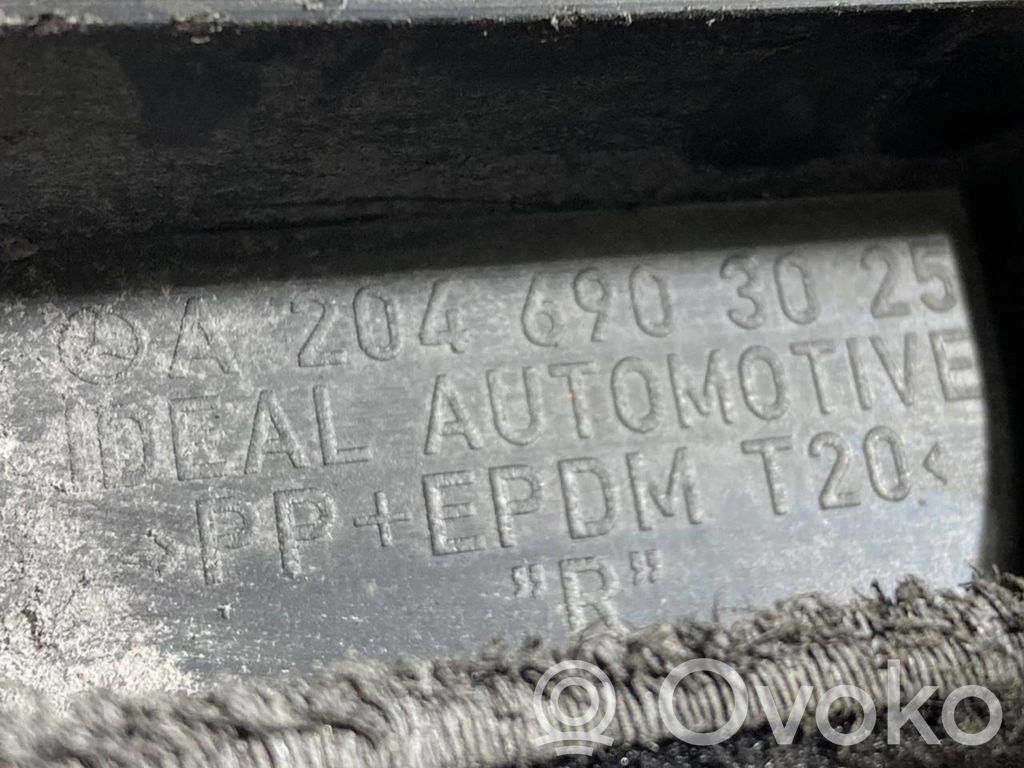 A 204 690 30 25
IDEAL AUTOMOTIVE
>PP+EPDM T20<
"R"
Ovoko